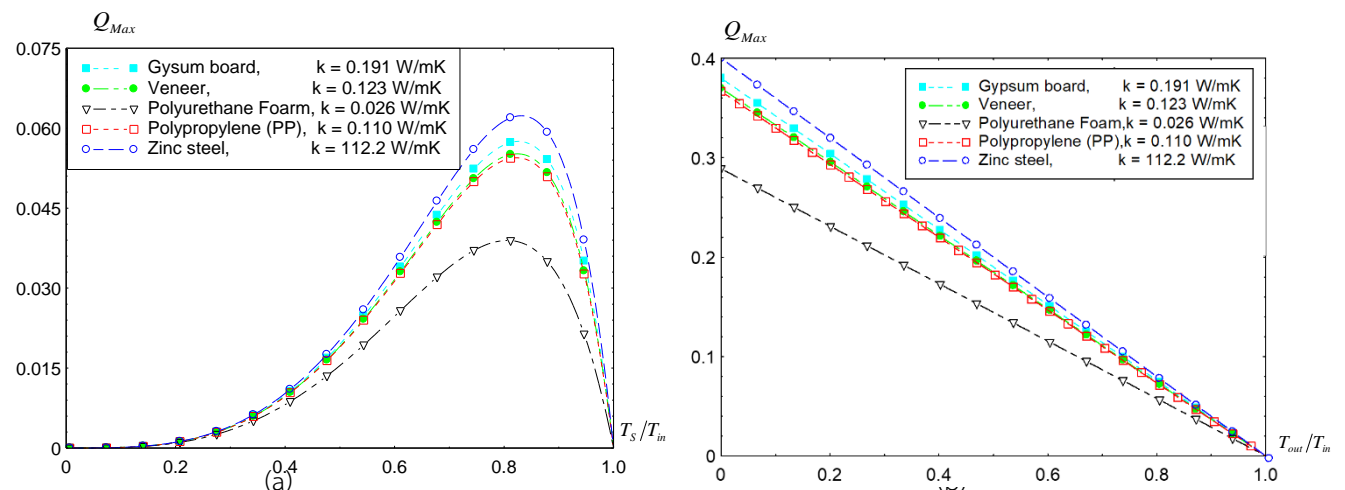 Q Max
0.075
Gysum board, k = 0.191 W/mK
Veneer, k = 0.123 W/mK
Polyurethane Foarm, k = 0.026 W/mK
Polypropylene (PP), k = 0.110 W/mK
Zinc steel, k = 112.2 W/mK
0.060
0.045
0.030
0.015
0
0 0.2 0.4 0.6 0.8 1.0
T_S/T_in
(a)
Q Max
0.4
Gypsum board, k = 0.191 W/mK
Veneer, k = 0.123 W/mK
Polyurethane Foam, k = 0.026 W/mK
Polypropylene (PP), k = 0.110 W/mK
Zinc steel, k = 112.2 W/mK
0.3
0.2
0.1
0
0 0.2 0.4 0.6 0.8 1.0
T_out/T_in